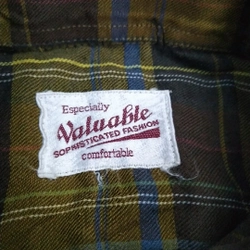 Especially
Valuable
SOPHISTICATED FASHION
comfortable